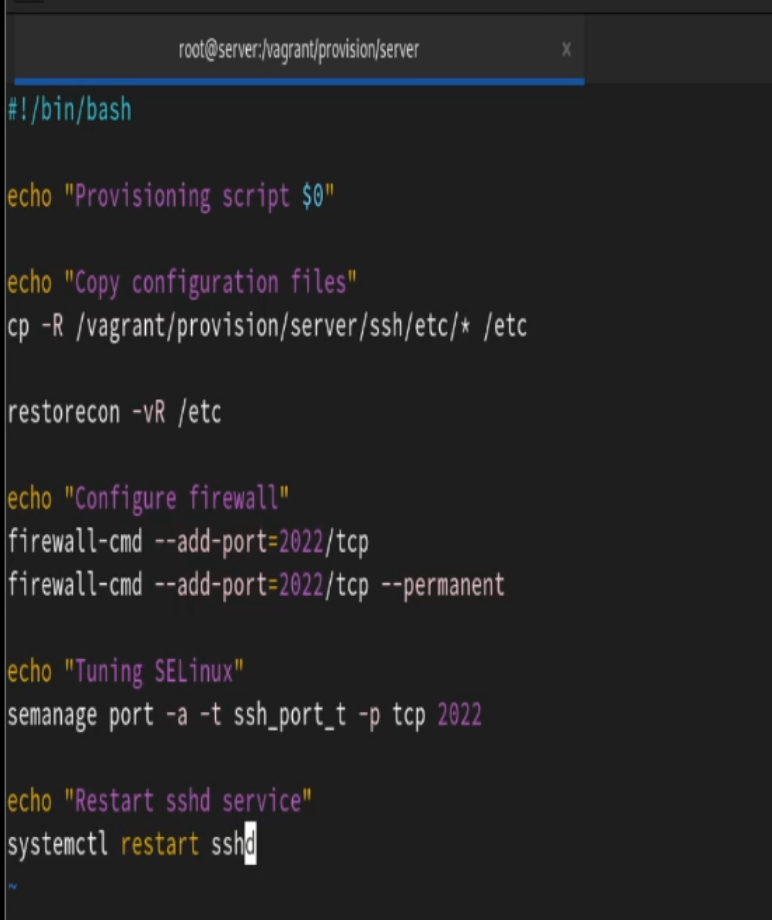 root@server:/vagrant/provision/server x
#!/bin/bash
echo "Provisioning script $0"
echo "Copy configuration files"
cp -R /vagrant/provision/server/ssh/etc/* /etc
restorecon -vR /etc
echo "Configure firewall"
firewall-cmd --add-port=2022/tcp
firewall-cmd --add-port=2022/tcp --permanent
echo "Tuning SELinux"
semanage port -a -t ssh_port_t -p tcp 2022
echo "Restart sshd service"
systemctl restart sshd
~